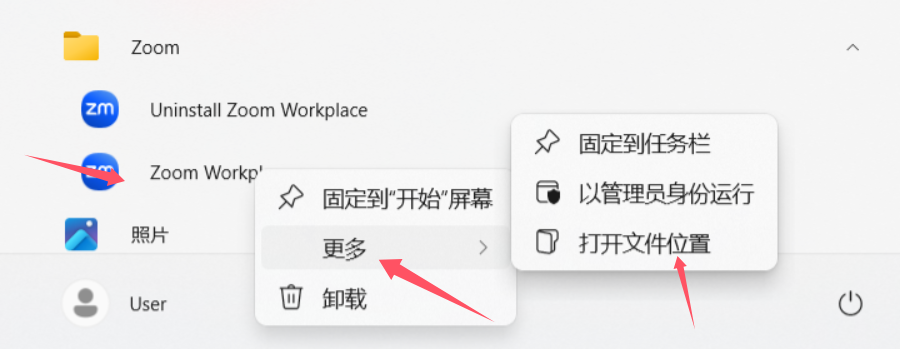 Zoom
zm
Uninstall Zoom Workplace
zm
Zoom Workpl
照片
User
固定到“开始”屏幕
更多
卸载
固定到任务栏
以管理员身份运行
打开文件位置